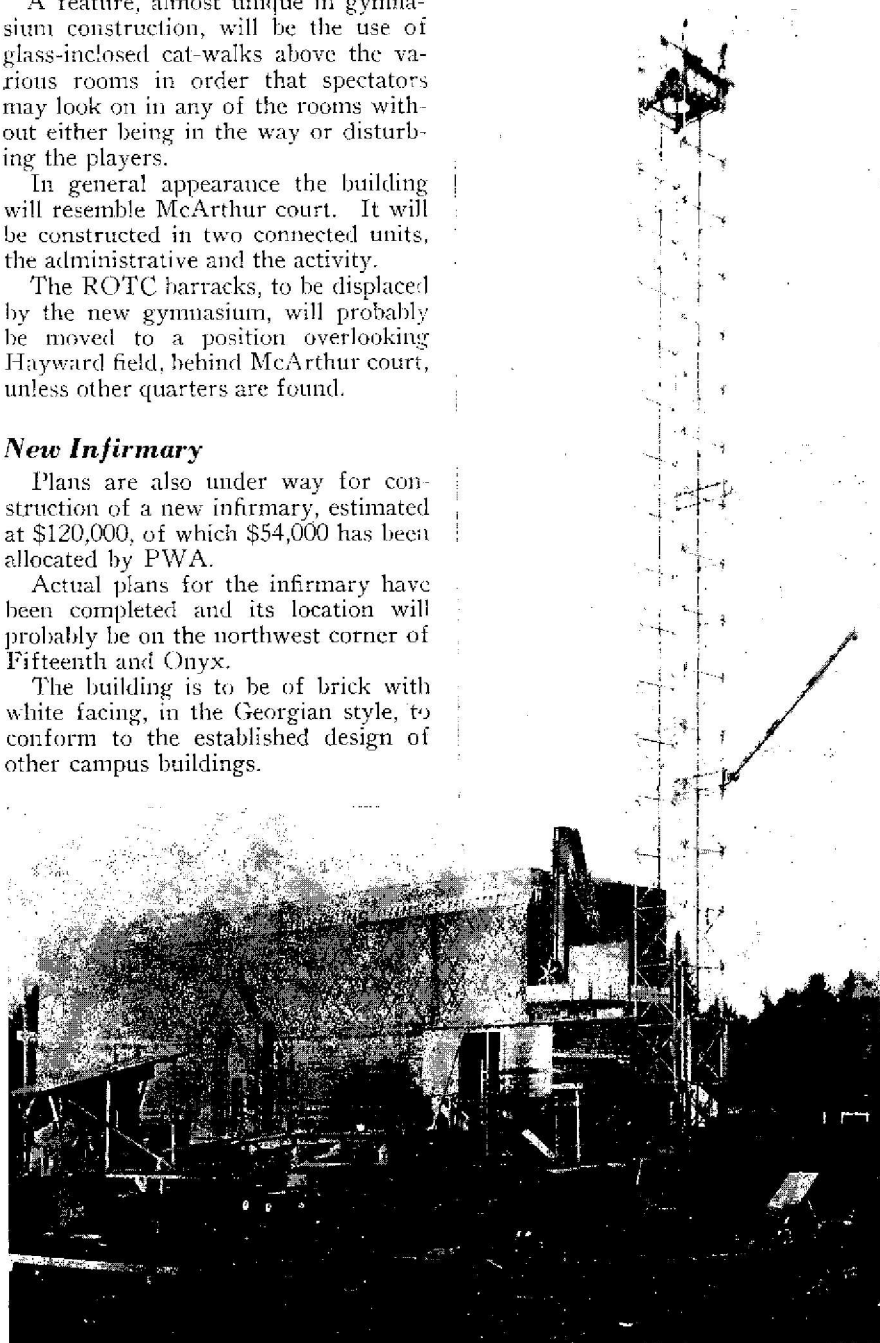 A feature, almost unique in gymna-
sium construction, will be the use of
glass-inclosed cat-walks above the va-
rious rooms in order that spectators
may look on in any of the rooms with-
out either being in the way or disturb-
ing the players.
In general appearance the building
will resemble McArthur court. It will
be constructed in two connected units,
the administrative and the activity.
The ROTC barracks, to be displaced
by the new gymnasium, will probably
be moved to a position overlooking
Hayward field, behind McArthur court,
unless other quarters are found.
New Infirmary
Plans are also under way for con-
struction of a new infirmary, estimated
at $120,000, of which $54,000 has been
allocated by PWA.
Actual plans for the infirmary have
been completed and its location will
probably be on the northwest corner of
Fifteenth and Onyx.
The building is to be of brick with
white facing, in the Georgian style, to
conform to the established design of
other campus buildings.